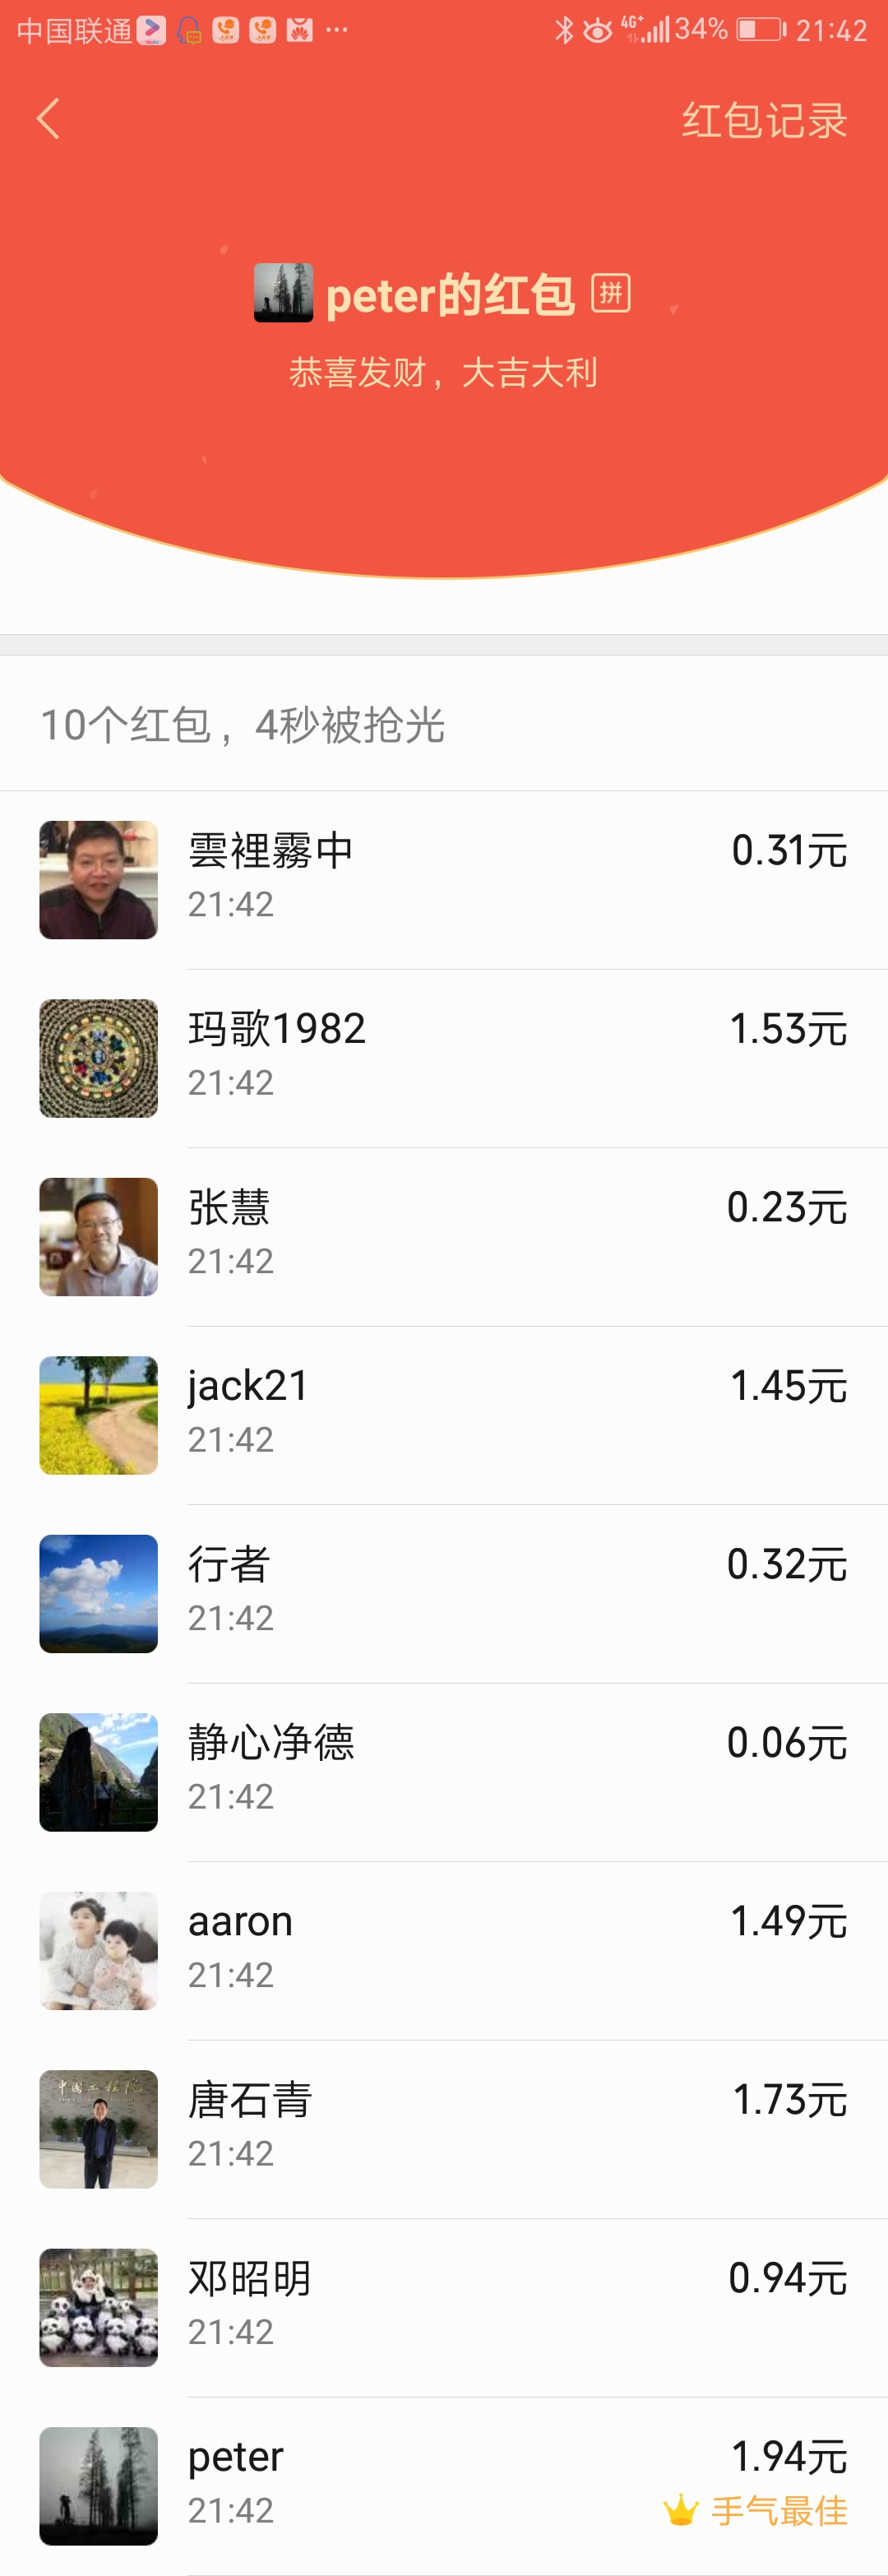 中国联通 ... 4G+ 34% 21:42
红包记录
peter的红包 拼
恭喜发财，大吉大利
10个红包，4秒被抢光
雲裡霧中 0.31元
21:42
玛歌1982 1.53元
21:42
张慧 0.23元
21:42
jack21 1.45元
21:42
行者 0.32元
21:42
静心净德 0.06元
21:42
aaron 1.49元
21:42
中国工程院
唐石青 1.73元
21:42
邓昭明 0.94元
21:42
peter 1.94元
21:42 手气最佳